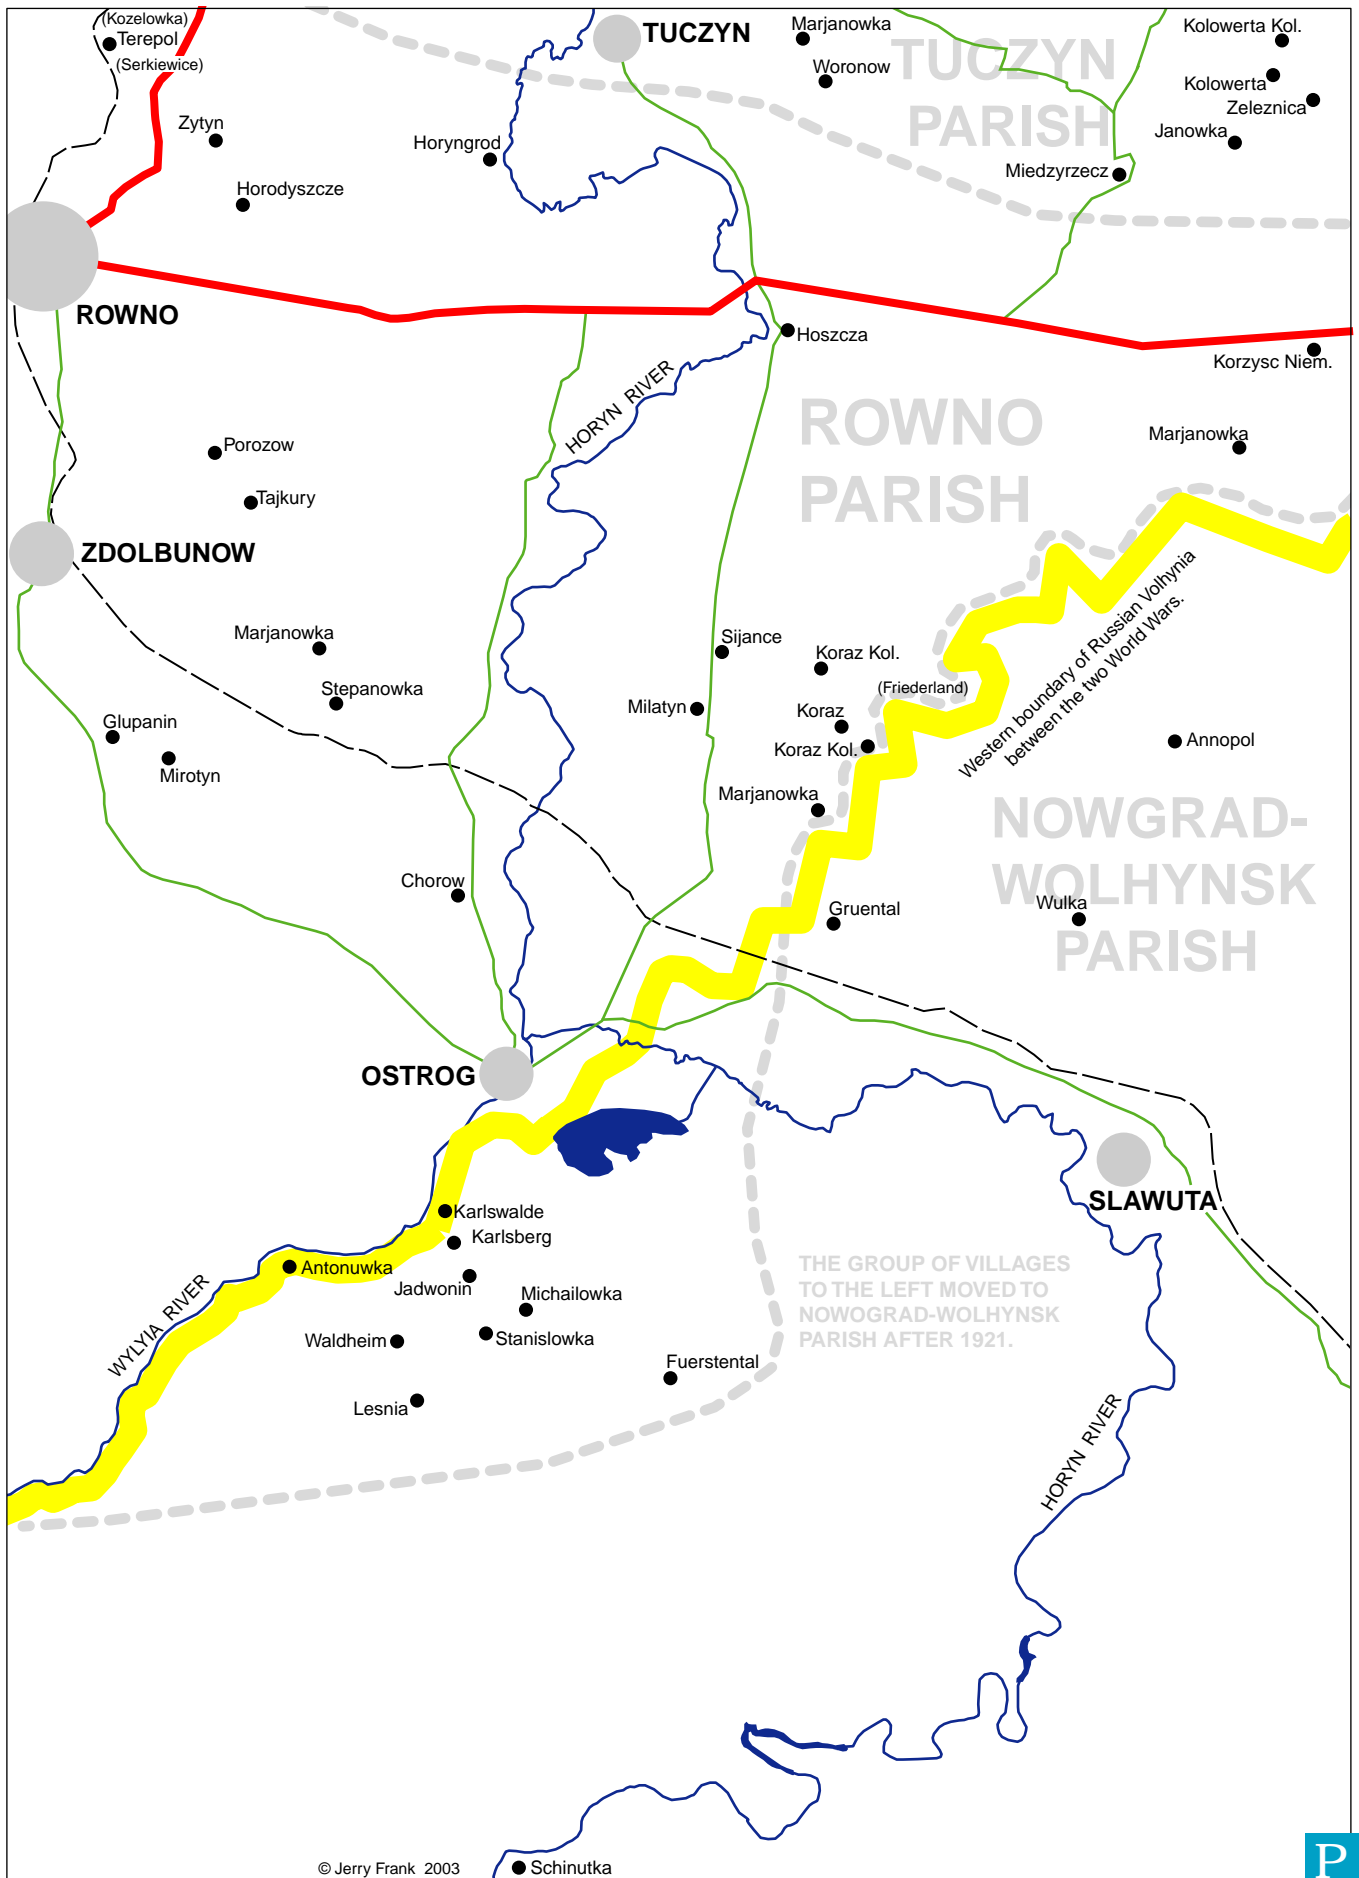 (Kozelowka)
Terepol
(Serkiewice)
TUCZYN
Marjanowka
Woronow
TUCZYN
PARISH
Kolowerta Kol.
Kolowerta
Zeleznica
Janowka
Miedzyrzecz
Zytyn
Horyngrod
Horodyszcze
ROWNO
Hoszcza
Korzysc Niem.
HORYN RIVER
ROWNO
PARISH
Marjanowka
Porozow
Tajkury
ZDOLBUNOW
Western boundary of Russian Volhynia
between the two World Wars.
Marjanowka
Stepanowka
Sijance
Koraz Kol.
(Friederland)
Milatyn
Koraz
Koraz Kol.
Glupanin
Mirotyn
Annopol
Marjanowka
NOWGRAD-
WOLHYNSK
PARISH
Chorow
Gruental
Wulka
OSTROG
SLAWUTA
Karlswalde
Karlsberg
Antonuwka
Jadwonin
Michailowka
Stanislowka
Waldheim
WYLYIA RIVER
THE GROUP OF VILLAGES
TO THE LEFT MOVED TO
NOWOGRAD-WOLHYNSK
PARISH AFTER 1921.
Fuerstental
Lesnia
HORYN RIVER
© Jerry Frank 2003
Schinutka
P